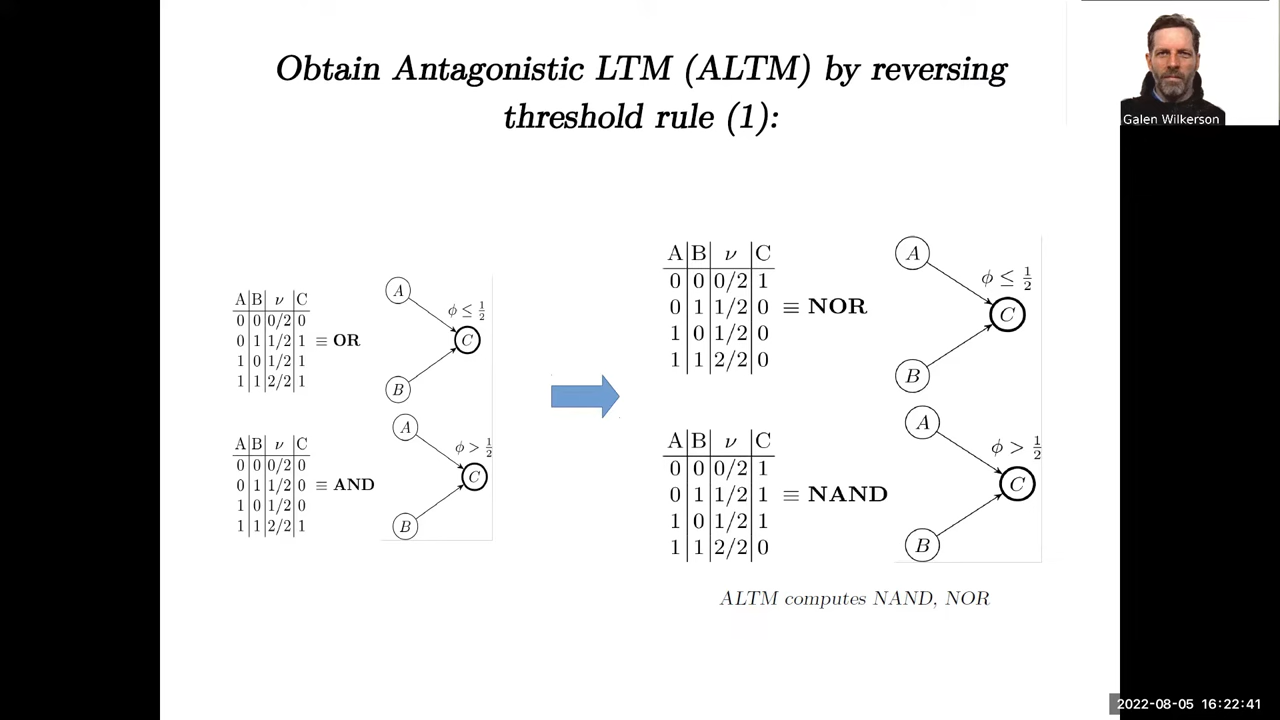 Obtain Antagonistic LTM (ALTM) by reversing
threshold rule (1):
Galen Wilkerson
A B ν C
0 0 0/2 0
0 1 1/2 1
1 0 1/2 1
1 1 2/2 1
≡ OR
A
B
C
ϕ ≤ 1/2
A B ν C
0 0 0/2 0
0 1 1/2 0
1 0 1/2 0
1 1 2/2 1
≡ AND
A
B
C
ϕ > 1/2
A B ν C
0 0 0/2 1
0 1 1/2 0
1 0 1/2 0
1 1 2/2 0
≡ NOR
A
B
C
ϕ ≤ 1/2
A B ν C
0 0 0/2 1
0 1 1/2 1
1 0 1/2 1
1 1 2/2 0
≡ NAND
A
B
C
ϕ > 1/2
ALTM computes NAND, NOR
2022-08-05 16:22:41